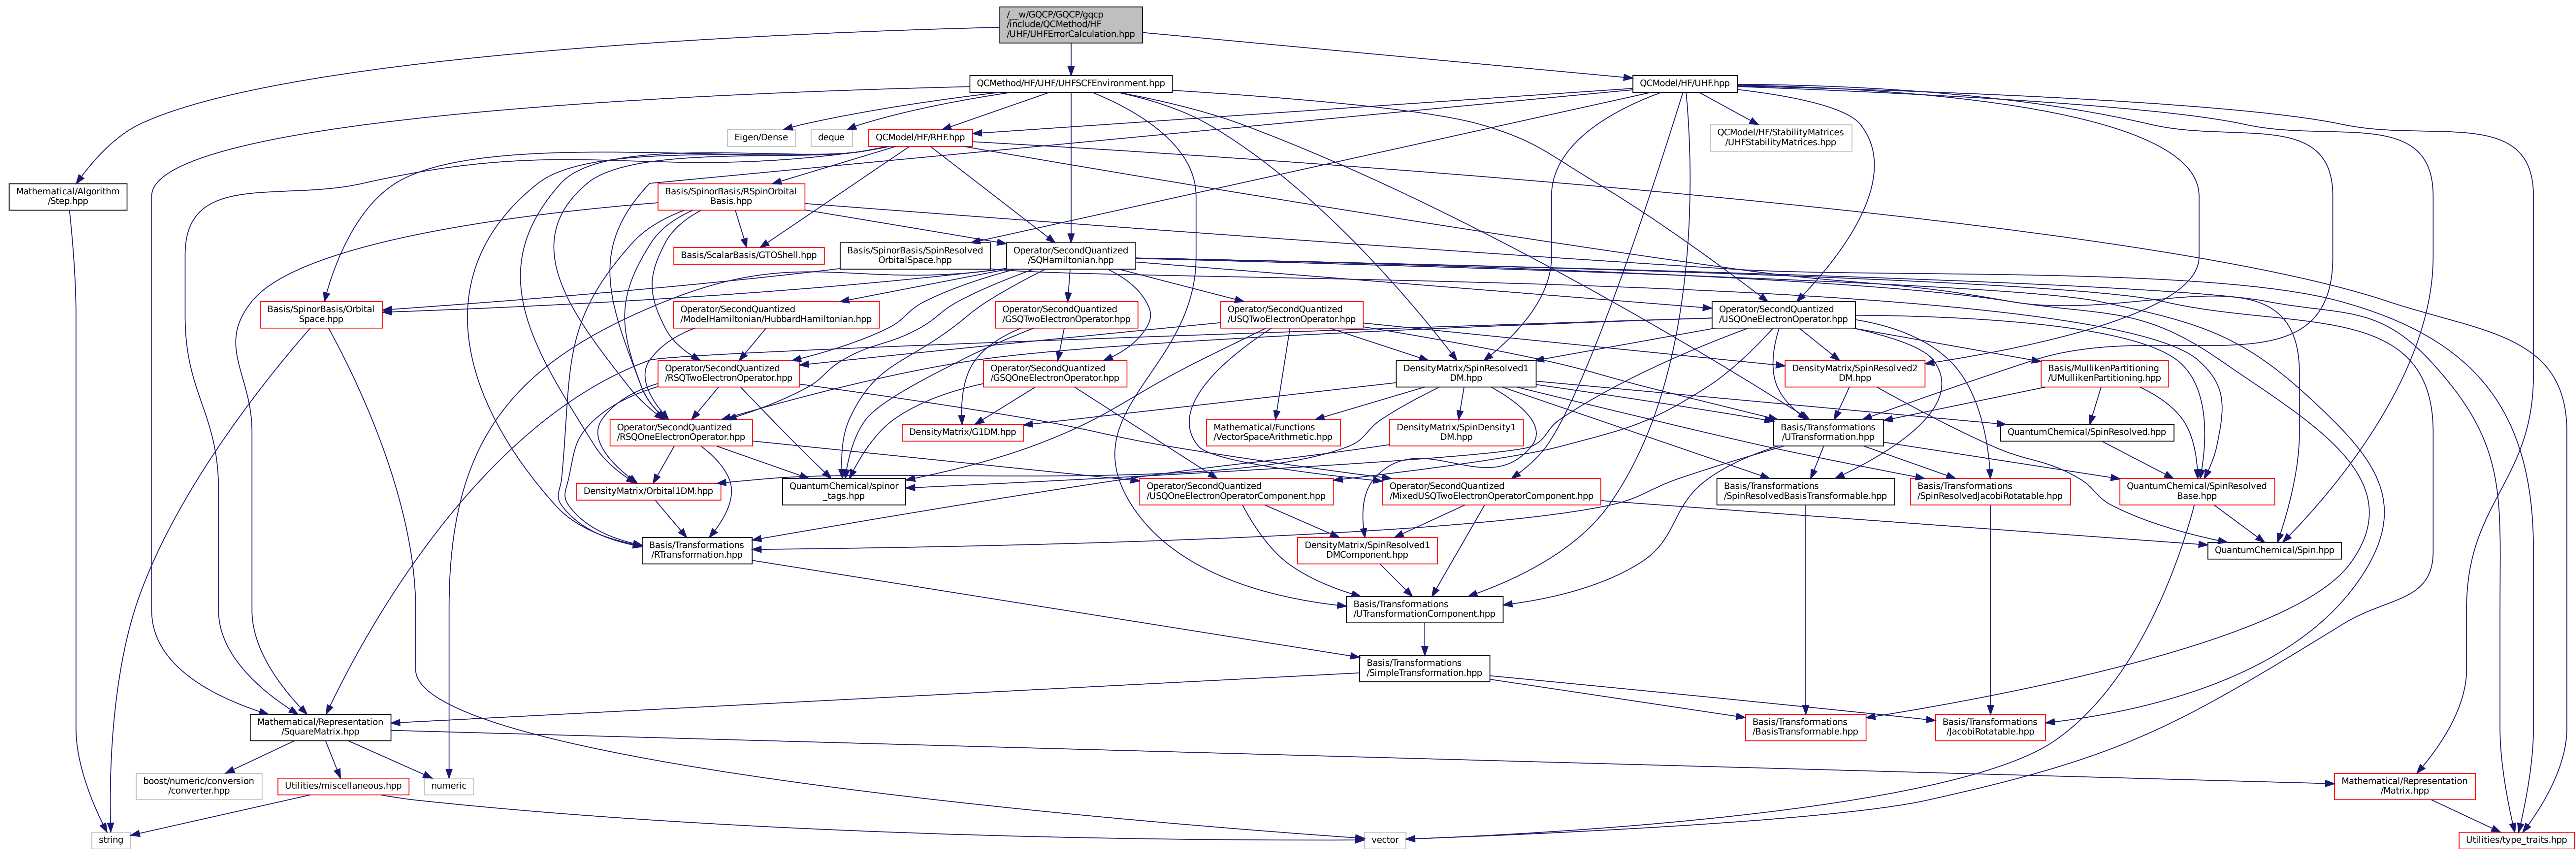 /__w/GQCP/GQCP/gqcp
/include/QCMethod/HF
/UHF/UHFErrorCalculation.hpp
QCMethod/HF/UHF/UHFSCFEnvironment.hpp
QCModel/HF/UHF.hpp
Eigen/Dense
deque
QCModel/HF/RHF.hpp
QCModel/HF/StabilityMatrices
/UHFStabilityMatrices.hpp
Mathematical/Algorithm
/Step.hpp
Basis/SpinorBasis/RSpinOrbital
Basis.hpp
Basis/ScalarBasis/GTOShell.hpp
Basis/SpinorBasis/SpinResolved
OrbitalSpace.hpp
Operator/SecondQuantized
/SQHamiltonian.hpp
Basis/SpinorBasis/Orbital
Space.hpp
Operator/SecondQuantized
/ModelHamiltonian/HubbardHamiltonian.hpp
Operator/SecondQuantized
/GSQTwoElectronOperator.hpp
Operator/SecondQuantized
/USQTwoElectronOperator.hpp
Operator/SecondQuantized
/USQOneElectronOperator.hpp
Operator/SecondQuantized
/RSQTwoElectronOperator.hpp
Operator/SecondQuantized
/GSQOneElectronOperator.hpp
DensityMatrix/SpinResolved1
DM.hpp
DensityMatrix/SpinResolved2
DM.hpp
Basis/MullikenPartitioning
/UMullikenPartitioning.hpp
Operator/SecondQuantized
/RSQOneElectronOperator.hpp
DensityMatrix/G1DM.hpp
Mathematical/Functions
/VectorSpaceArithmetic.hpp
DensityMatrix/SpinDensity1
DM.hpp
Basis/Transformations
/UTransformation.hpp
QuantumChemical/SpinResolved.hpp
DensityMatrix/Orbital1DM.hpp
QuantumChemical/spinor
_tags.hpp
Operator/SecondQuantized
/USQOneElectronOperatorComponent.hpp
Operator/SecondQuantized
/MixedUSQTwoElectronOperatorComponent.hpp
Basis/Transformations
/SpinResolvedBasisTransformable.hpp
Basis/Transformations
/SpinResolvedJacobiRotatable.hpp
QuantumChemical/SpinResolved
Base.hpp
Basis/Transformations
/RTransformation.hpp
DensityMatrix/SpinResolved1
DMComponent.hpp
QuantumChemical/Spin.hpp
Basis/Transformations
/UTransformationComponent.hpp
Basis/Transformations
/SimpleTransformation.hpp
Mathematical/Representation
/SquareMatrix.hpp
Basis/Transformations
/BasisTransformable.hpp
Basis/Transformations
/JacobiRotatable.hpp
boost/numeric/conversion
/converter.hpp
Utilities/miscellaneous.hpp
numeric
Mathematical/Representation
/Matrix.hpp
string
vector
Utilities/type_traits.hpp